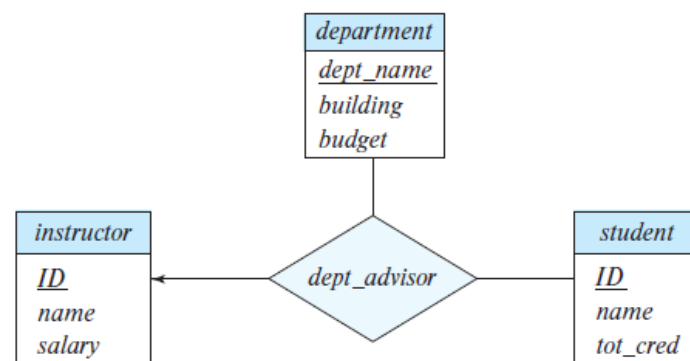 department
dept_name
building
budget
instructor
ID
name
salary
dept_advisor
student
ID
name
tot_cred